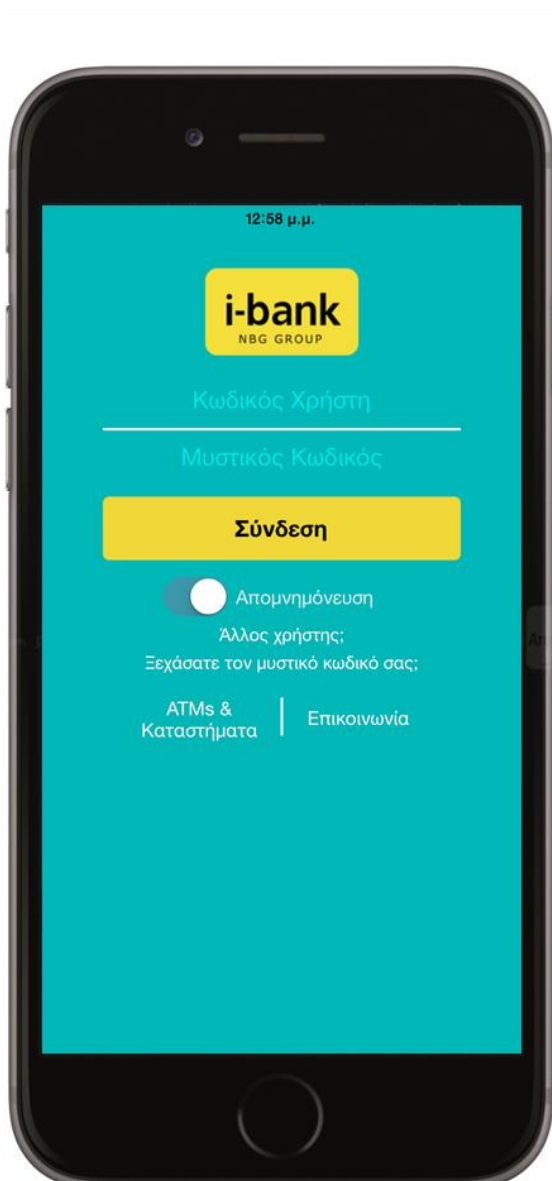 12:58 μ.μ.
i-bank
NBG GROUP
Κωδικός Χρήστη
Μυστικός Κωδικός
Σύνδεση
Απομνημόνευση
Άλλος χρήστης;
Ξεχάσατε τον μυστικό κωδικό σας;
ATMs &
Καταστήματα
Επικοινωνία